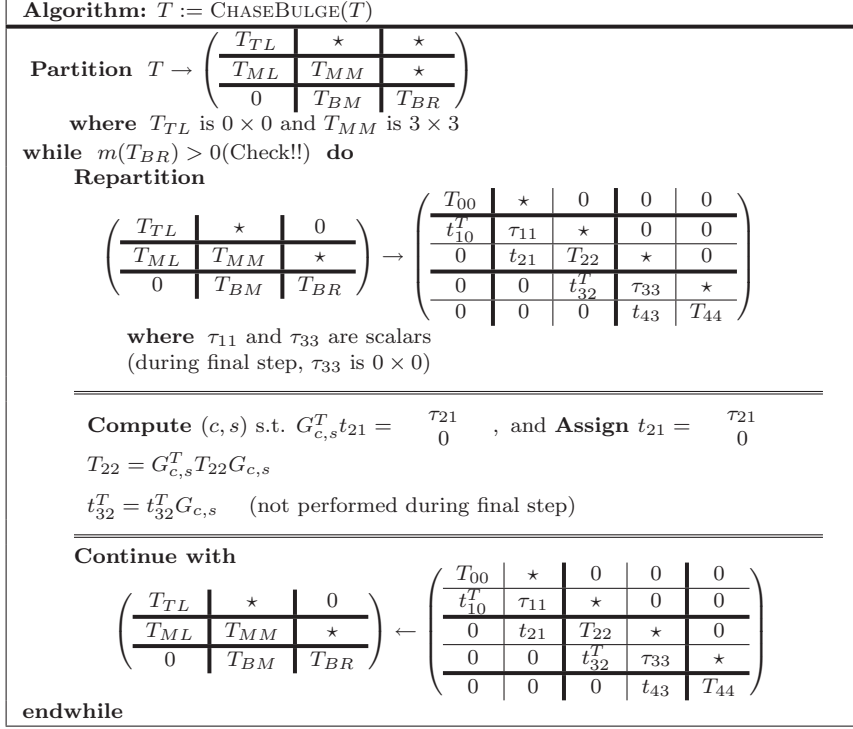 Algorithm: T := CHASEBULGE(T)
Partition T → ( T_TL ⋆ ⋆
T_ML T_MM ⋆
0 T_BM T_BR )
where T_TL is 0 × 0 and T_MM is 3 × 3
while m(T_BR) > 0(Check!!) do
Repartition
( T_TL ⋆ 0
T_ML T_MM ⋆
0 T_BM T_BR )
→
( T_00 ⋆ 0 0 0
t_10^T τ_11 ⋆ 0 0
0 t_21 T_22 ⋆ 0
0 0 t_32^T τ_33 ⋆
0 0 0 t_43 T_44 )
where τ_11 and τ_33 are scalars
(during final step, τ_33 is 0 × 0)
Compute (c, s) s.t. G_{c,s}^T t_21 = τ_21 0 , and Assign t_21 = τ_21 0
T_22 = G_{c,s}^T T_22 G_{c,s}
t_32^T = t_32^T G_{c,s} (not performed during final step)
Continue with
( T_TL ⋆ 0
T_ML T_MM ⋆
0 T_BM T_BR )
←
( T_00 ⋆ 0 0 0
t_10^T τ_11 ⋆ 0 0
0 t_21 T_22 ⋆ 0
0 0 t_32^T τ_33 ⋆
0 0 0 t_43 T_44 )
endwhile